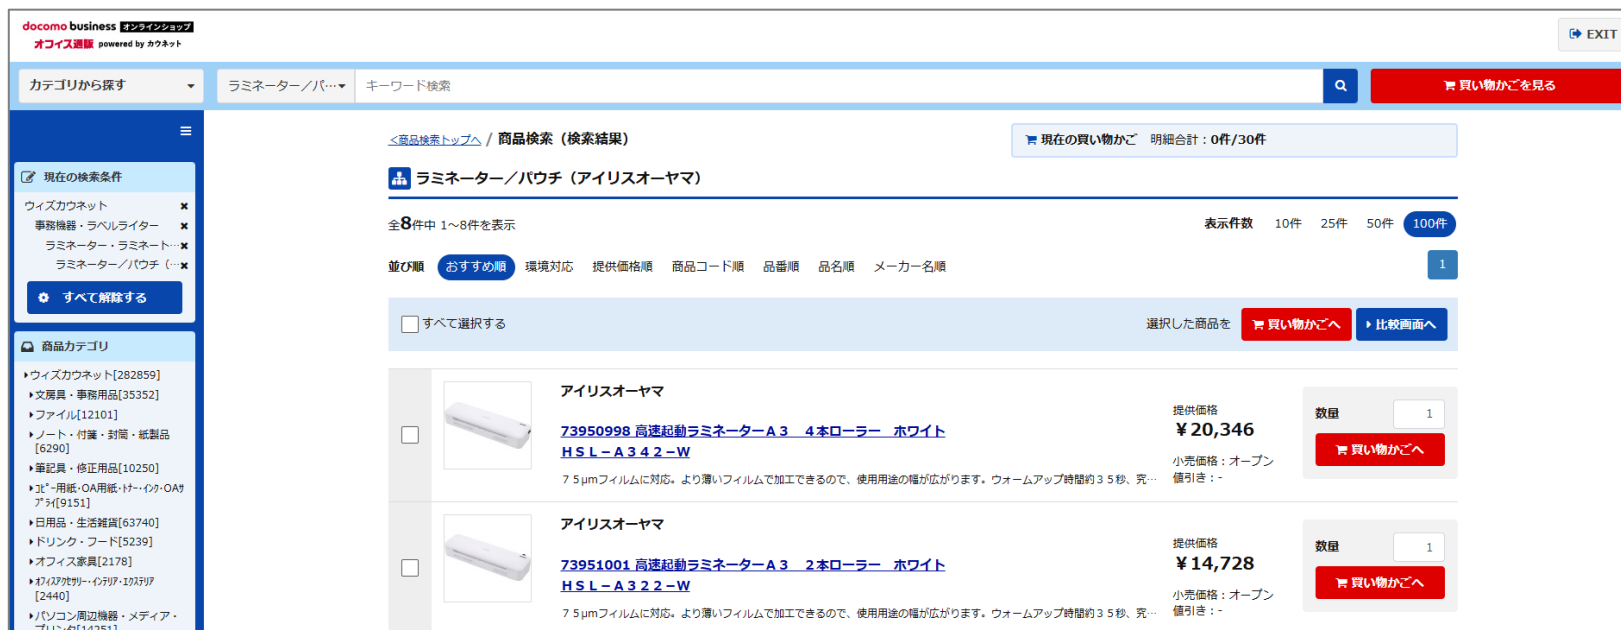 docomo business オンラインショップ
オフィス通販 powered by カウネット
EXIT
カテゴリから探す
ラミネーター／パ…
キーワード検索
買い物かごを見る
<商品検索トップへ / 商品検索（検索結果）
現在の買い物かご 明細合計：0件/30件
現在の検索条件
ウィズカウネット
事務機器・ラベルライター
ラミネーター・ラミネート…
ラミネーター／パウチ（…
すべて解除する
商品カテゴリ
ウィズカウネット[282859]
文房具・事務用品[35352]
ファイル[12101]
ノート・付箋・封筒・紙製品
[6290]
筆記具・修正用品[10250]
ｺﾋﾟｰ用紙・OA用紙・ﾄﾅｰ・ｲﾝｸ・OAｻ
ﾌﾟﾗｲ[9151]
日用品・生活雑貨[63740]
ドリンク・フード[5239]
オフィス家具[2178]
ｵﾌｨｽｱｸｾｻﾘｰ・ｲﾝﾃﾘｱ・ｴｸｽﾃﾘｱ
[2440]
パソコン周辺機器・メディア・
プリンタ[14251]
ラミネーター／パウチ（アイリスオーヤマ）
全8件中 1～8件を表示
表示件数 10件 25件 50件 100件
並び順 おすすめ順 環境対応 提供価格順 商品コード順 品番順 品名順 メーカー名順
1
すべて選択する
選択した商品を 買い物かごへ 比較画面へ
アイリスオーヤマ
73950998 高速起動ラミネーターＡ３　４本ローラー　ホワイト
ＨＳＬ－Ａ３４２－Ｗ
７５μmフィルムに対応。より薄いフィルムで加工できるので、使用用途の幅が広がります。ウォームアップ時間約３５秒、究…
提供価格
￥20,346
小売価格：オープン
値引き：-
数量 1
買い物かごへ
アイリスオーヤマ
73951001 高速起動ラミネーターＡ３　２本ローラー　ホワイト
ＨＳＬ－Ａ３２２－Ｗ
７５μmフィルムに対応。より薄いフィルムで加工できるので、使用用途の幅が広がります。ウォームアップ時間約３５秒、究…
提供価格
￥14,728
小売価格：オープン
値引き：-
数量 1
買い物かごへ